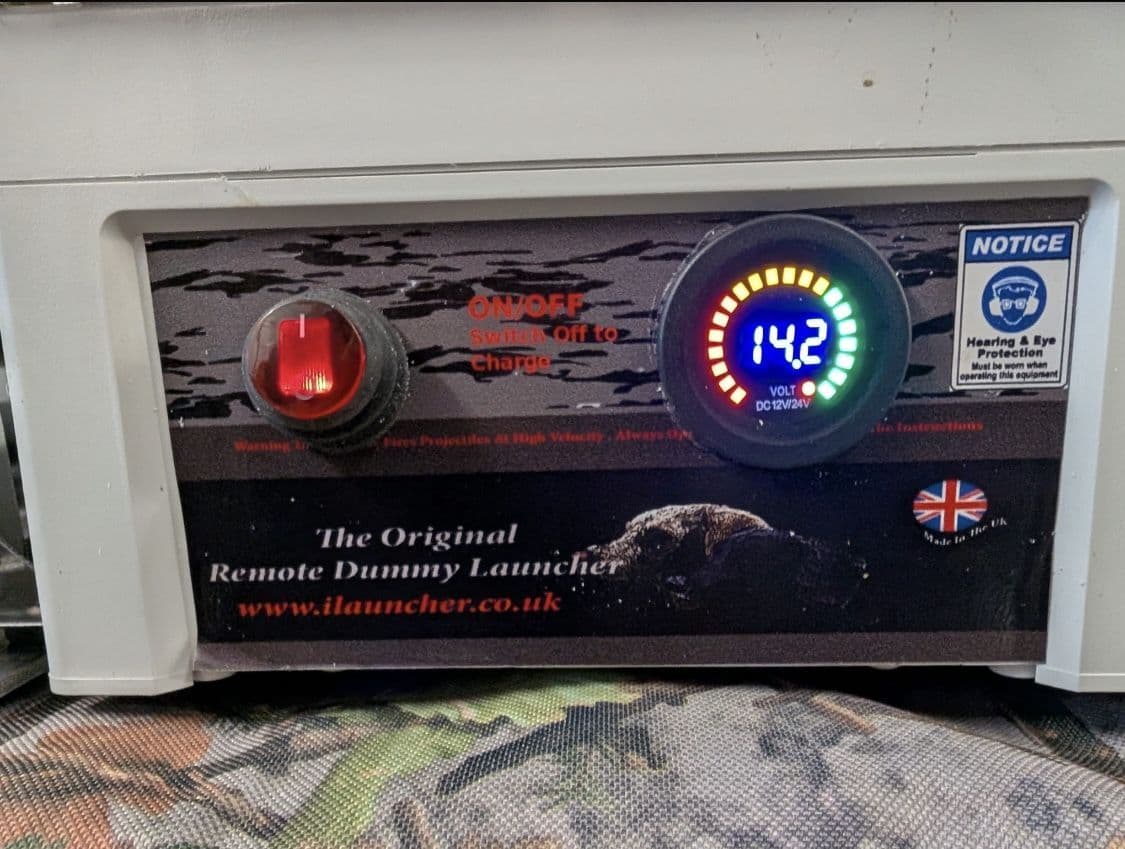 ON/OFF
Switch Off to
Charge
14.2
VOLT
DC12V/24V
NOTICE
Hearing & Eye
Protection
Must be worn when
operating this equipment
Warning Fires Projectiles At High Velocity . Always Instructions
The Original
Remote Dummy Launcher
www.ilauncher.co.uk
Made In The UK